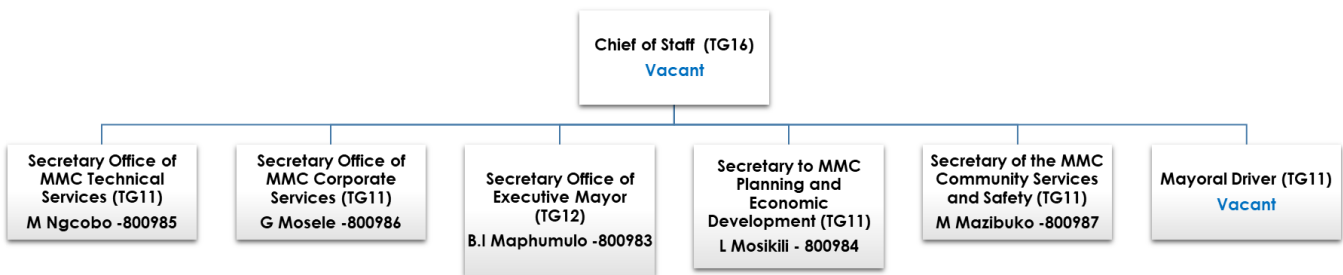 Chief of Staff (TG16)
Vacant
Secretary Office of
MMC Technical
Services (TG11)
M Ngcobo -800985
Secretary Office of
MMC Corporate
Services (TG11)
G Mosele -800986
Secretary Office of
Executive Mayor
(TG12)
B.I Maphumulo -800983
Secretary to MMC
Planning and
Economic
Development (TG11)
L Mosikili - 800984
Secretary of the MMC
Community Services
and Safety (TG11)
M Mazibuko -800987
Mayoral Driver (TG11)
Vacant